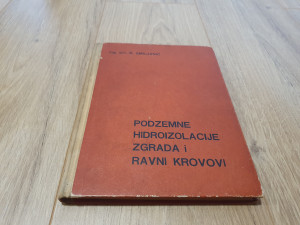 PODZEMNE
HIDROIZOLACIJE
ZGRADA i
RAVNI KROVOVI